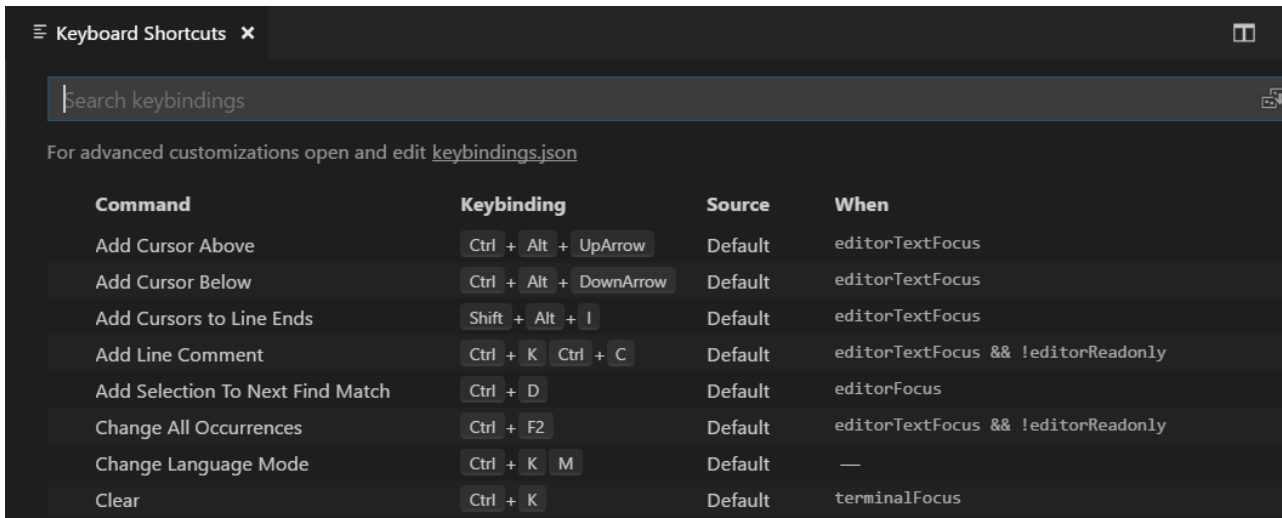 Keyboard Shortcuts
Search keybindings
For advanced customizations open and edit keybindings.json
Command Keybinding Source When
Add Cursor Above Ctrl + Alt + UpArrow Default editorTextFocus
Add Cursor Below Ctrl + Alt + DownArrow Default editorTextFocus
Add Cursors to Line Ends Shift + Alt + I Default editorTextFocus
Add Line Comment Ctrl + K Ctrl + C Default editorTextFocus && !editorReadonly
Add Selection To Next Find Match Ctrl + D Default editorFocus
Change All Occurrences Ctrl + F2 Default editorTextFocus && !editorReadonly
Change Language Mode Ctrl + K M Default —
Clear Ctrl + K Default terminalFocus